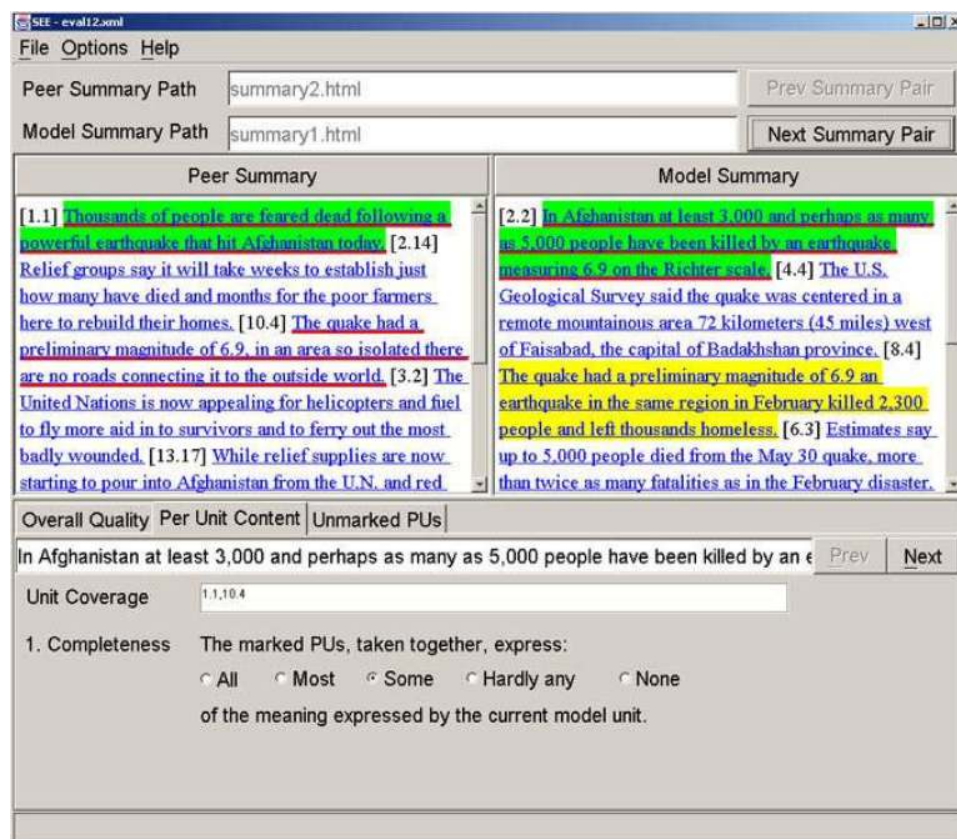 SEE - eval12.xml
File Options Help
Peer Summary Path summary2.html Prev Summary Pair
Model Summary Path summary1.html Next Summary Pair
Peer Summary
[1.1] Thousands of people are feared dead following a
powerful earthquake that hit Afghanistan today. [2.14]
Relief groups say it will take weeks to establish just
how many have died and months for the poor farmers
here to rebuild their homes. [10.4] The quake had a
preliminary magnitude of 6.9, in an area so isolated there
are no roads connecting it to the outside world. [3.2] The
United Nations is now appealing for helicopters and fuel
to fly more aid in to survivors and to ferry out the most
badly wounded. [13.17] While relief supplies are now
starting to pour into Afghanistan from the U.N. and red
Model Summary
[2.2] In Afghanistan at least 3,000 and perhaps as many
as 5,000 people have been killed by an earthquake
measuring 6.9 on the Richter scale. [4.4] The U.S.
Geological Survey said the quake was centered in a
remote mountainous area 72 kilometers (45 miles) west
of Faisabad, the capital of Badakhshan province. [8.4]
The quake had a preliminary magnitude of 6.9 an
earthquake in the same region in February killed 2,300
people and left thousands homeless. [6.3] Estimates say
up to 5,000 people died from the May 30 quake, more
than twice as many fatalities as in the February disaster.
Overall Quality Per Unit Content Unmarked PUs
In Afghanistan at least 3,000 and perhaps as many as 5,000 people have been killed by an e Prev Next
Unit Coverage 1.1,10.4
1. Completeness The marked PUs, taken together, express:
All Most Some Hardly any None
of the meaning expressed by the current model unit.